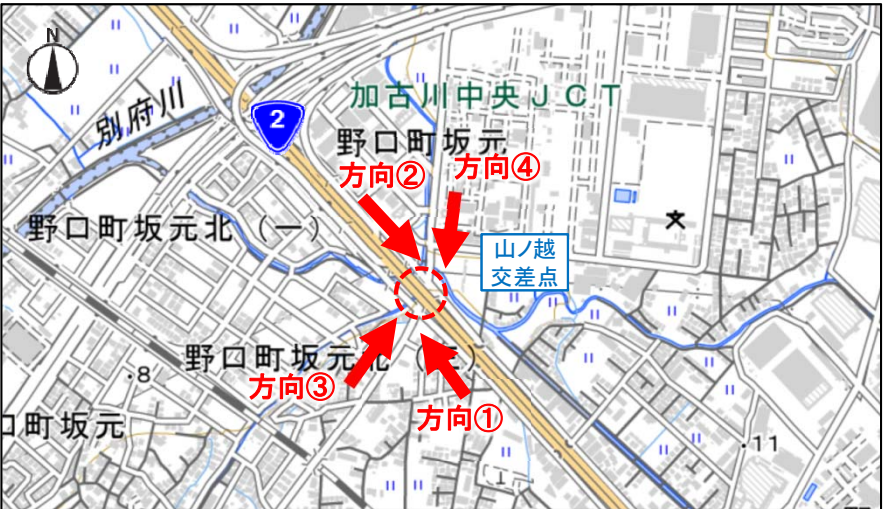 N
加古川中央JCT
別府川
2
野口町坂元
方向②
方向④
野口町坂元北(一)
山ノ越
交差点
野口町坂元北(三)
・8
方向③
方向①
口町坂元
・11